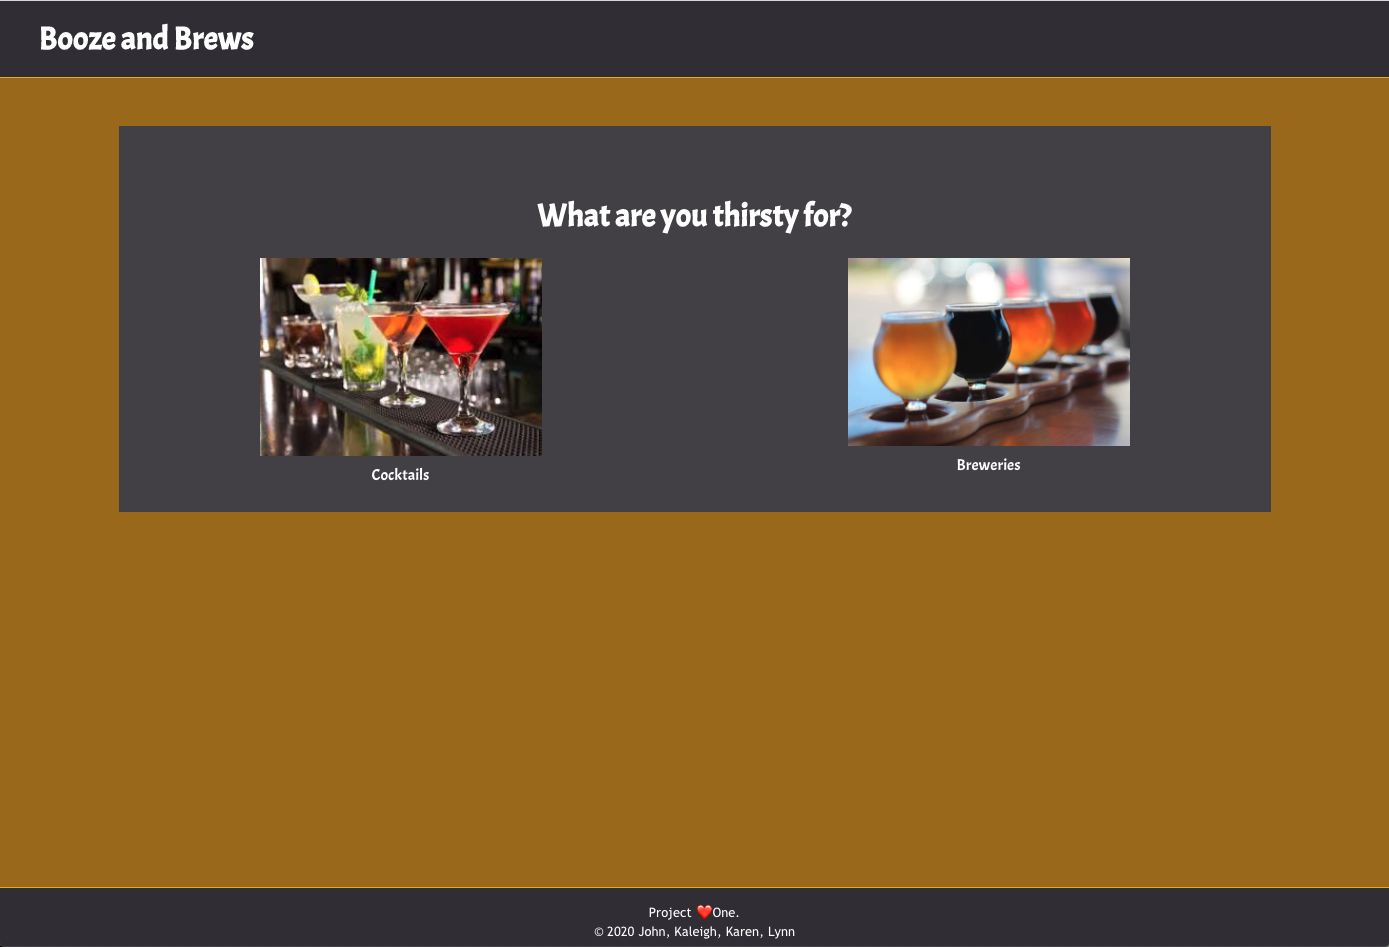 Booze and Brews
What are you thirsty for?
Cocktails
Breweries
Project ❤️One.
© 2020 John, Kaleigh, Karen, Lynn